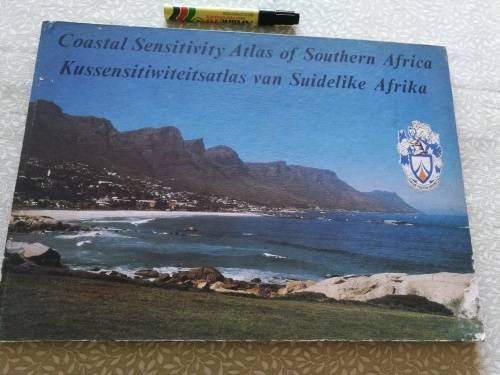 Coastal Sensitivity Atlas of Southern Africa
Kussensitiwiteitsatlas van Suidelike Afrika